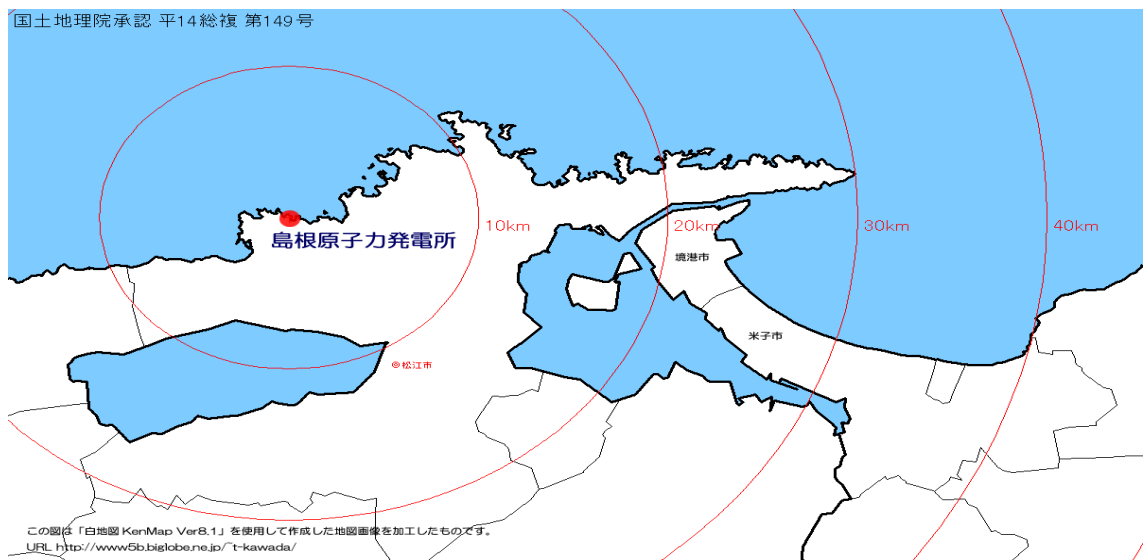 国土地理院承認 平14総複 第149号
10km
20km
30km
40km
島根原子力発電所
境港市
米子市
◎松江市
この図は「白地図 KenMap Ver8.1」を使用して作成した地図画像を加工したものです。
URL http://www5b.biglobe.ne.jp/~t-kawada/